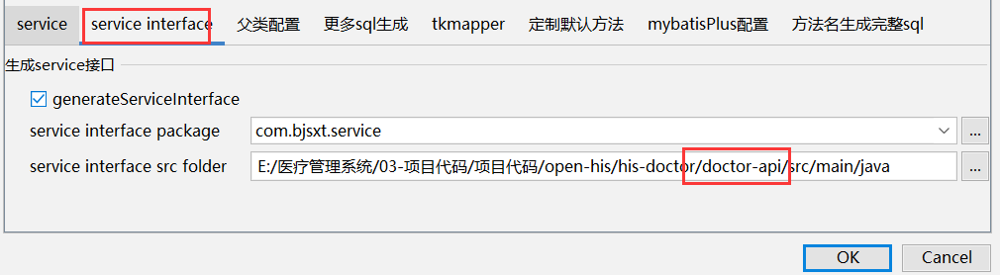 service service interface 父类配置 更多sql生成 tkmapper 定制默认方法 mybatisPlus配置 方法名生成完整sql
生成service接口
generateServiceInterface
service interface package com.bjsxt.service ...
service interface src folder E:/医疗管理系统/03-项目代码/项目代码/open-his/his-doctor/doctor-api/src/main/java ...
OK Cancel